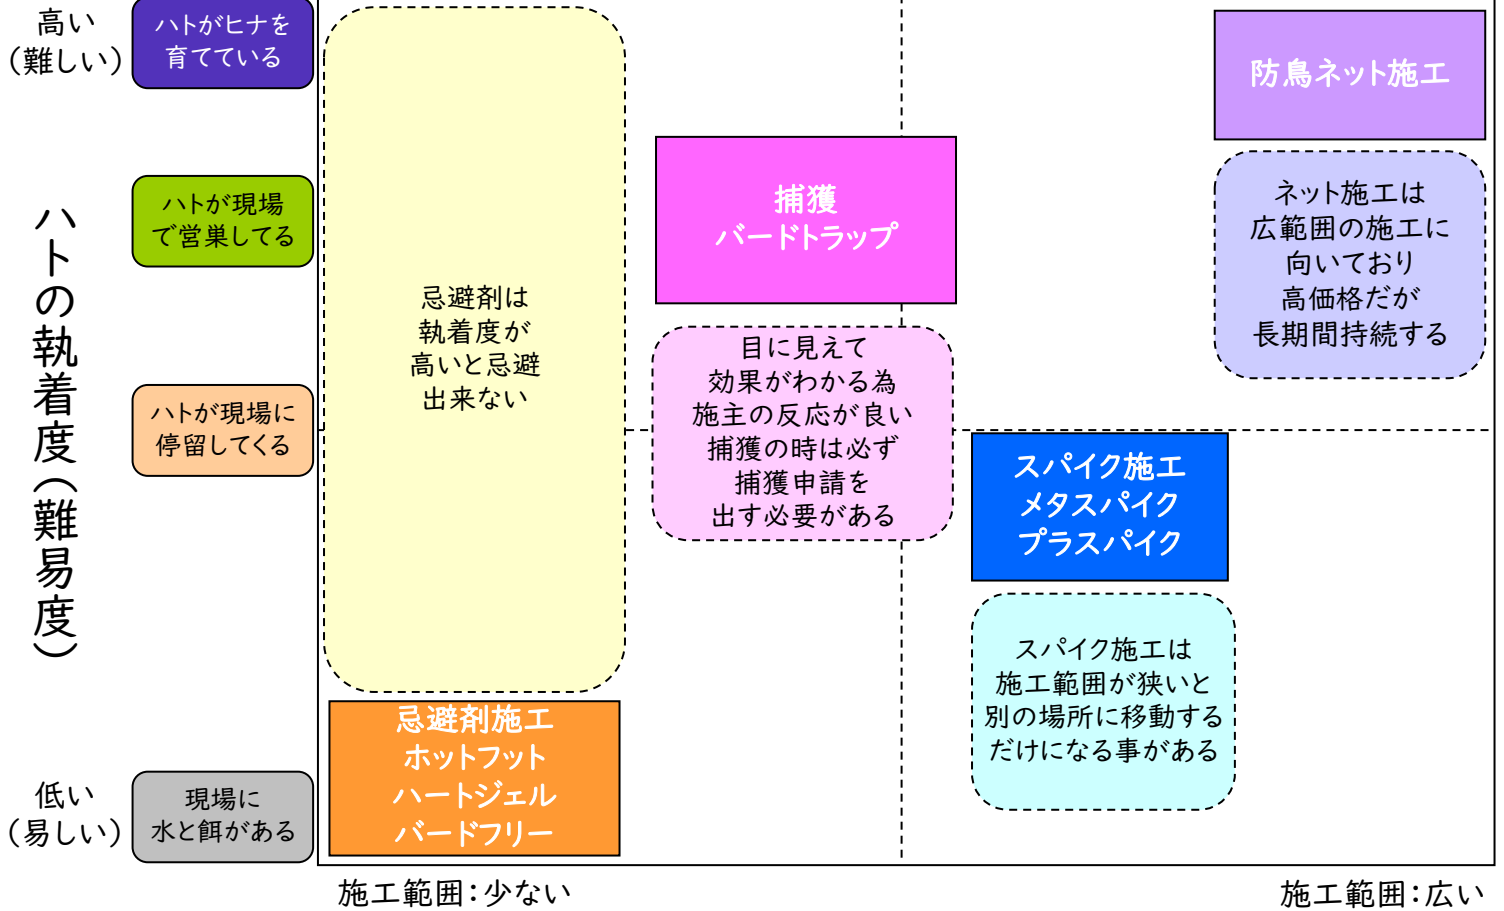 高い
（難しい）
ハトがヒナを
育てている
ハトが現場
で営巣してる
ハトの執着度（難易度）
ハトが現場に
停留してくる
低い
（易しい）
現場に
水と餌がある
忌避剤は
執着度が
高いと忌避
出来ない
忌避剤施工
ホットフット
ハートジェル
バードフリー
捕獲
バードトラップ
目に見えて
効果がわかる為
施主の反応が良い
捕獲の時は必ず
捕獲申請を
出す必要がある
防鳥ネット施工
ネット施工は
広範囲の施工に
向いており
高価格だが
長期間持続する
スパイク施工
メタスパイク
プラスパイク
スパイク施工は
施工範囲が狭いと
別の場所に移動する
だけになる事がある
施工範囲：少ない
施工範囲：広い